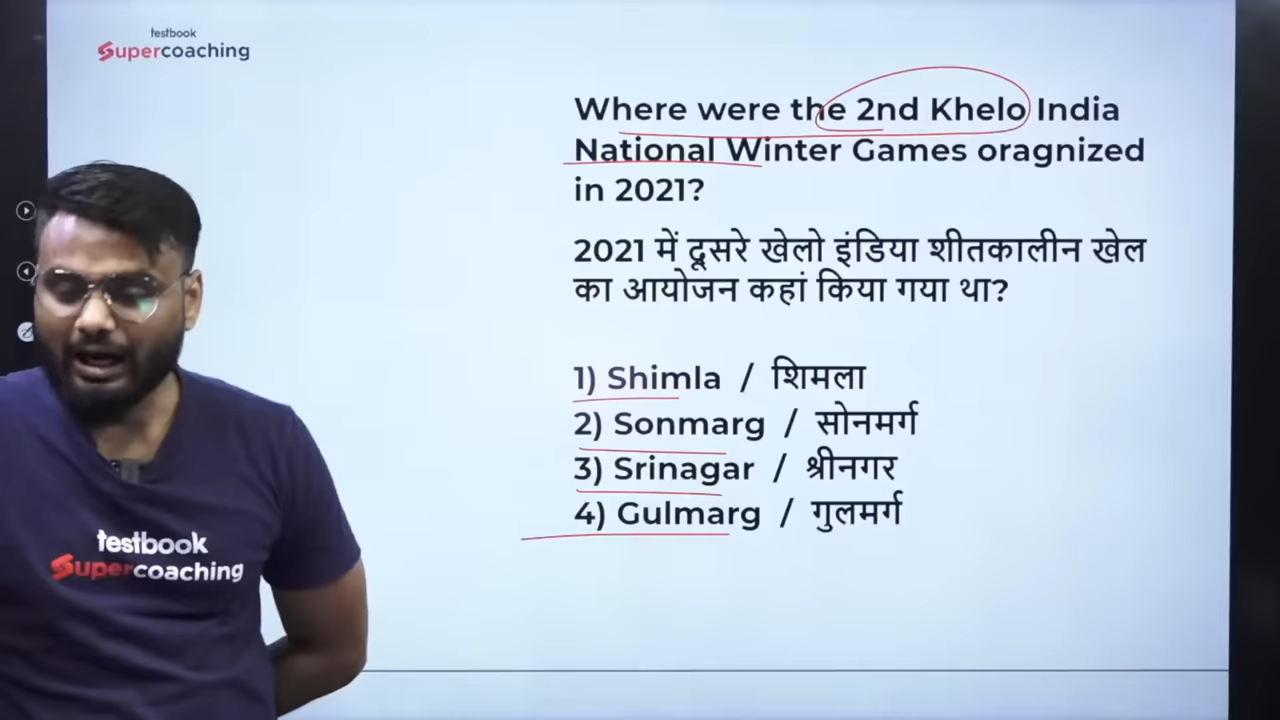 testbook
Supercoaching
Where were the 2nd Khelo India
National Winter Games oragnized
in 2021?
2021 में दूसरे खेलो इंडिया शीतकालीन खेल
का आयोजन कहां किया गया था?
1) Shimla / शिमला
2) Sonmarg / सोनमर्ग
3) Srinagar / श्रीनगर
4) Gulmarg / गुलमर्ग
testbook
Supercoaching